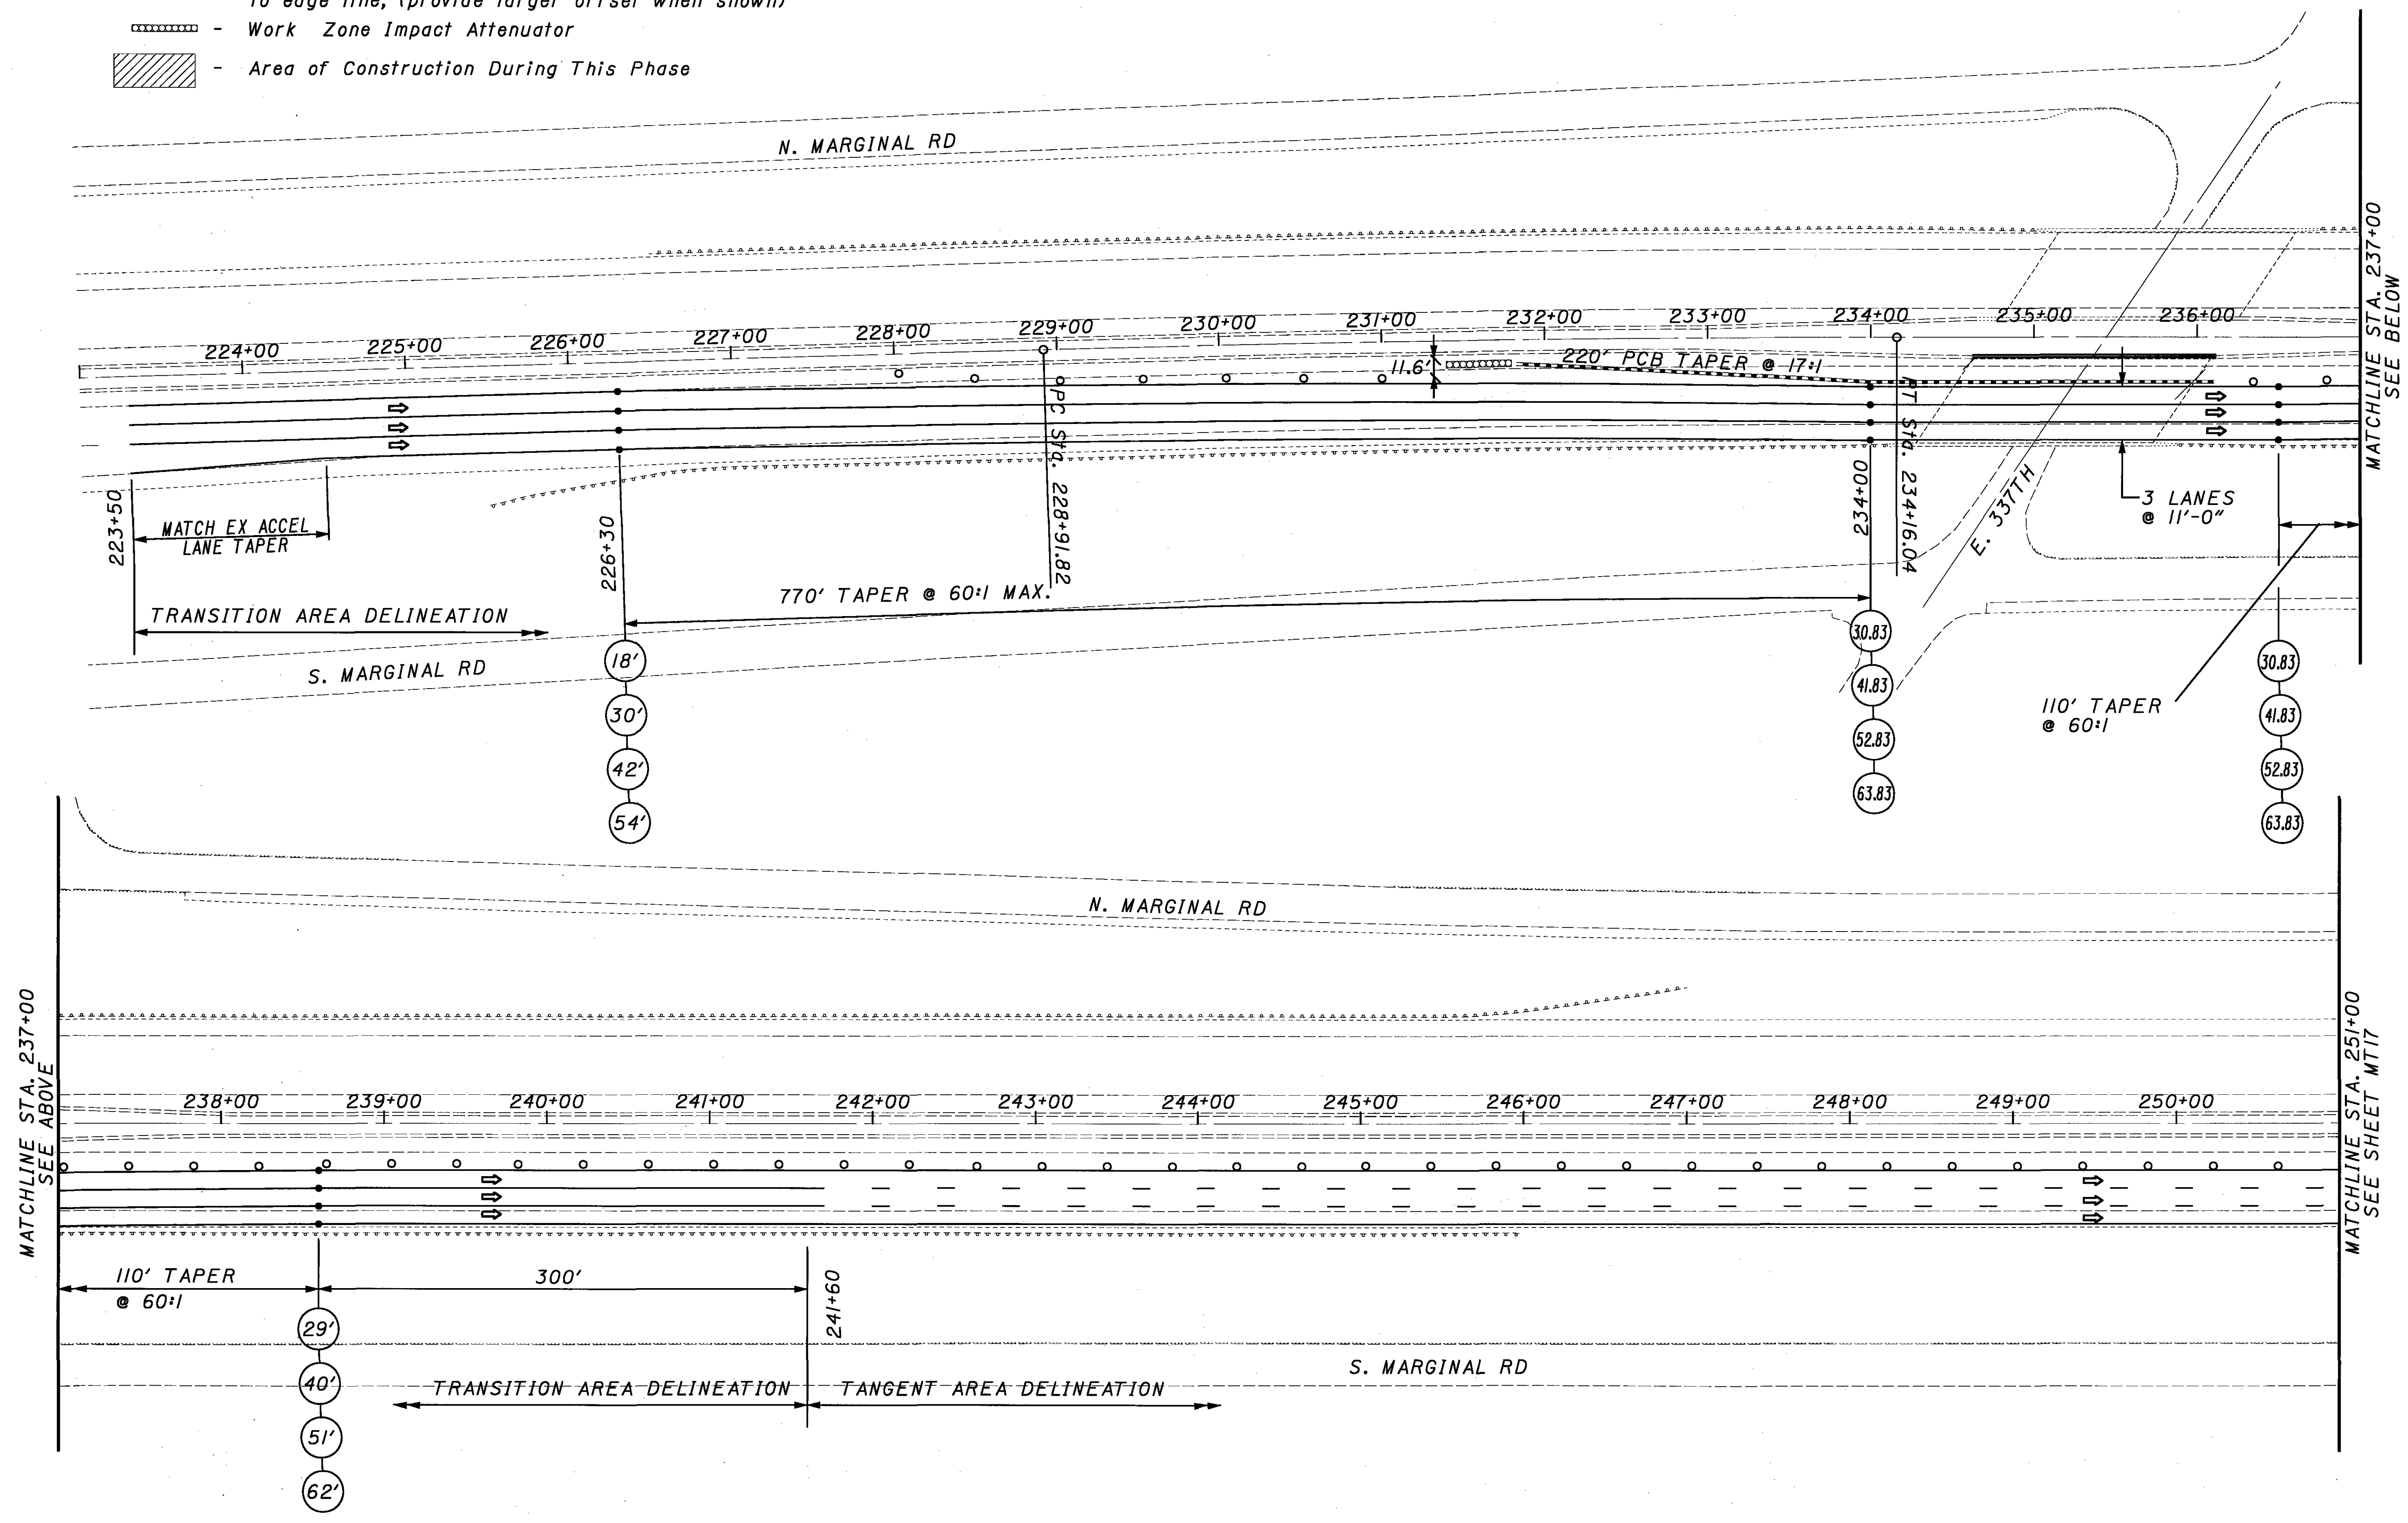 To edge line, (provide larger offset when shown)
- Work Zone Impact Attenuator
- Area of Construction During This Phase
N. MARGINAL RD
224+00
225+00
226+00
227+00
228+00
229+00
230+00
231+00
232+00
233+00
234+00
235+00
236+00
11.6'
220' PCB TAPER @ 17:1
MATCHLINE STA. 237+00
SEE BELOW
223+50
MATCH EX ACCEL
LANE TAPER
TRANSITION AREA DELINEATION
226+30
PC Sta. 228+91.82
770' TAPER @ 60:1 MAX.
234+00
PT Sta. 234+16.04
E. 337TH
3 LANES
@ 11'-0"
110' TAPER
@ 60:1
S. MARGINAL RD
18'
30'
42'
54'
30.83
41.83
52.83
63.83
30.83
41.83
52.83
63.83
N. MARGINAL RD
MATCHLINE STA. 237+00
SEE ABOVE
238+00
239+00
240+00
241+00
242+00
243+00
244+00
245+00
246+00
247+00
248+00
249+00
250+00
MATCHLINE STA. 251+00
SEE SHEET MT17
110' TAPER
@ 60:1
300'
241+60
29'
40'
51'
62'
TRANSITION AREA DELINEATION
TANGENT AREA DELINEATION
S. MARGINAL RD